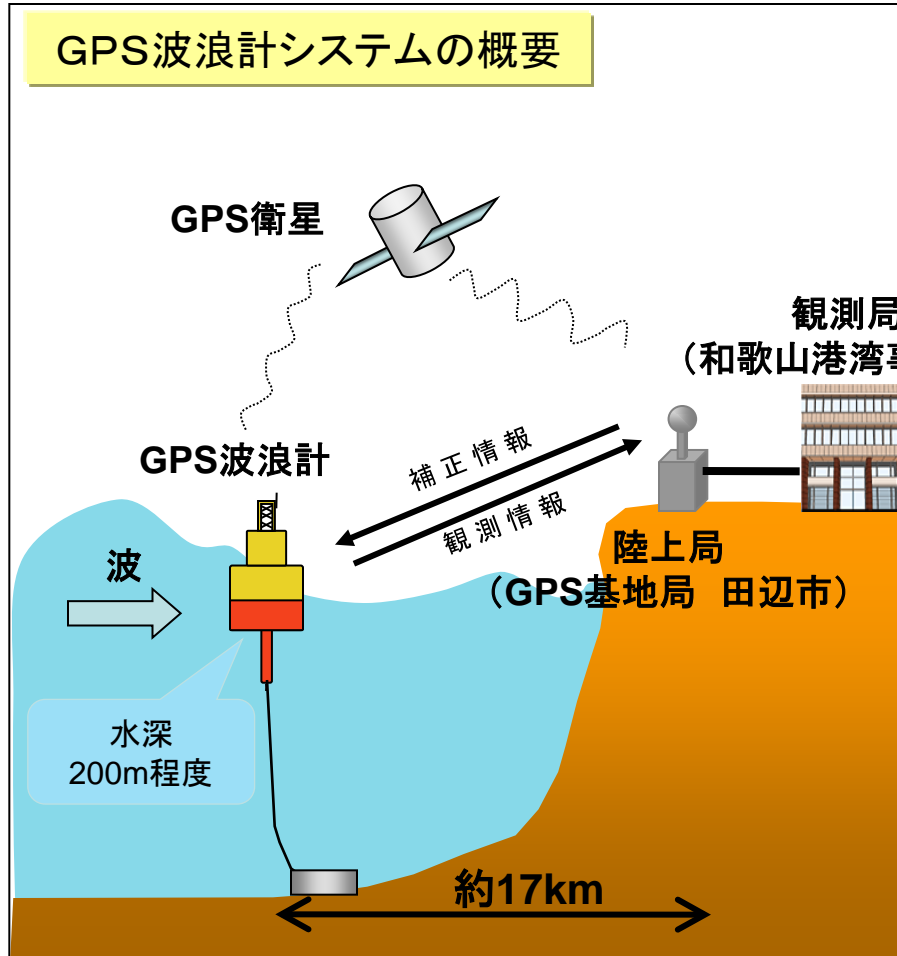 GPS波浪計システムの概要
GPS衛星
観測局
（和歌山港湾事
GPS波浪計
補正情報
観測情報
波
陸上局
（GPS基地局　田辺市）
水深
200m程度
約17km